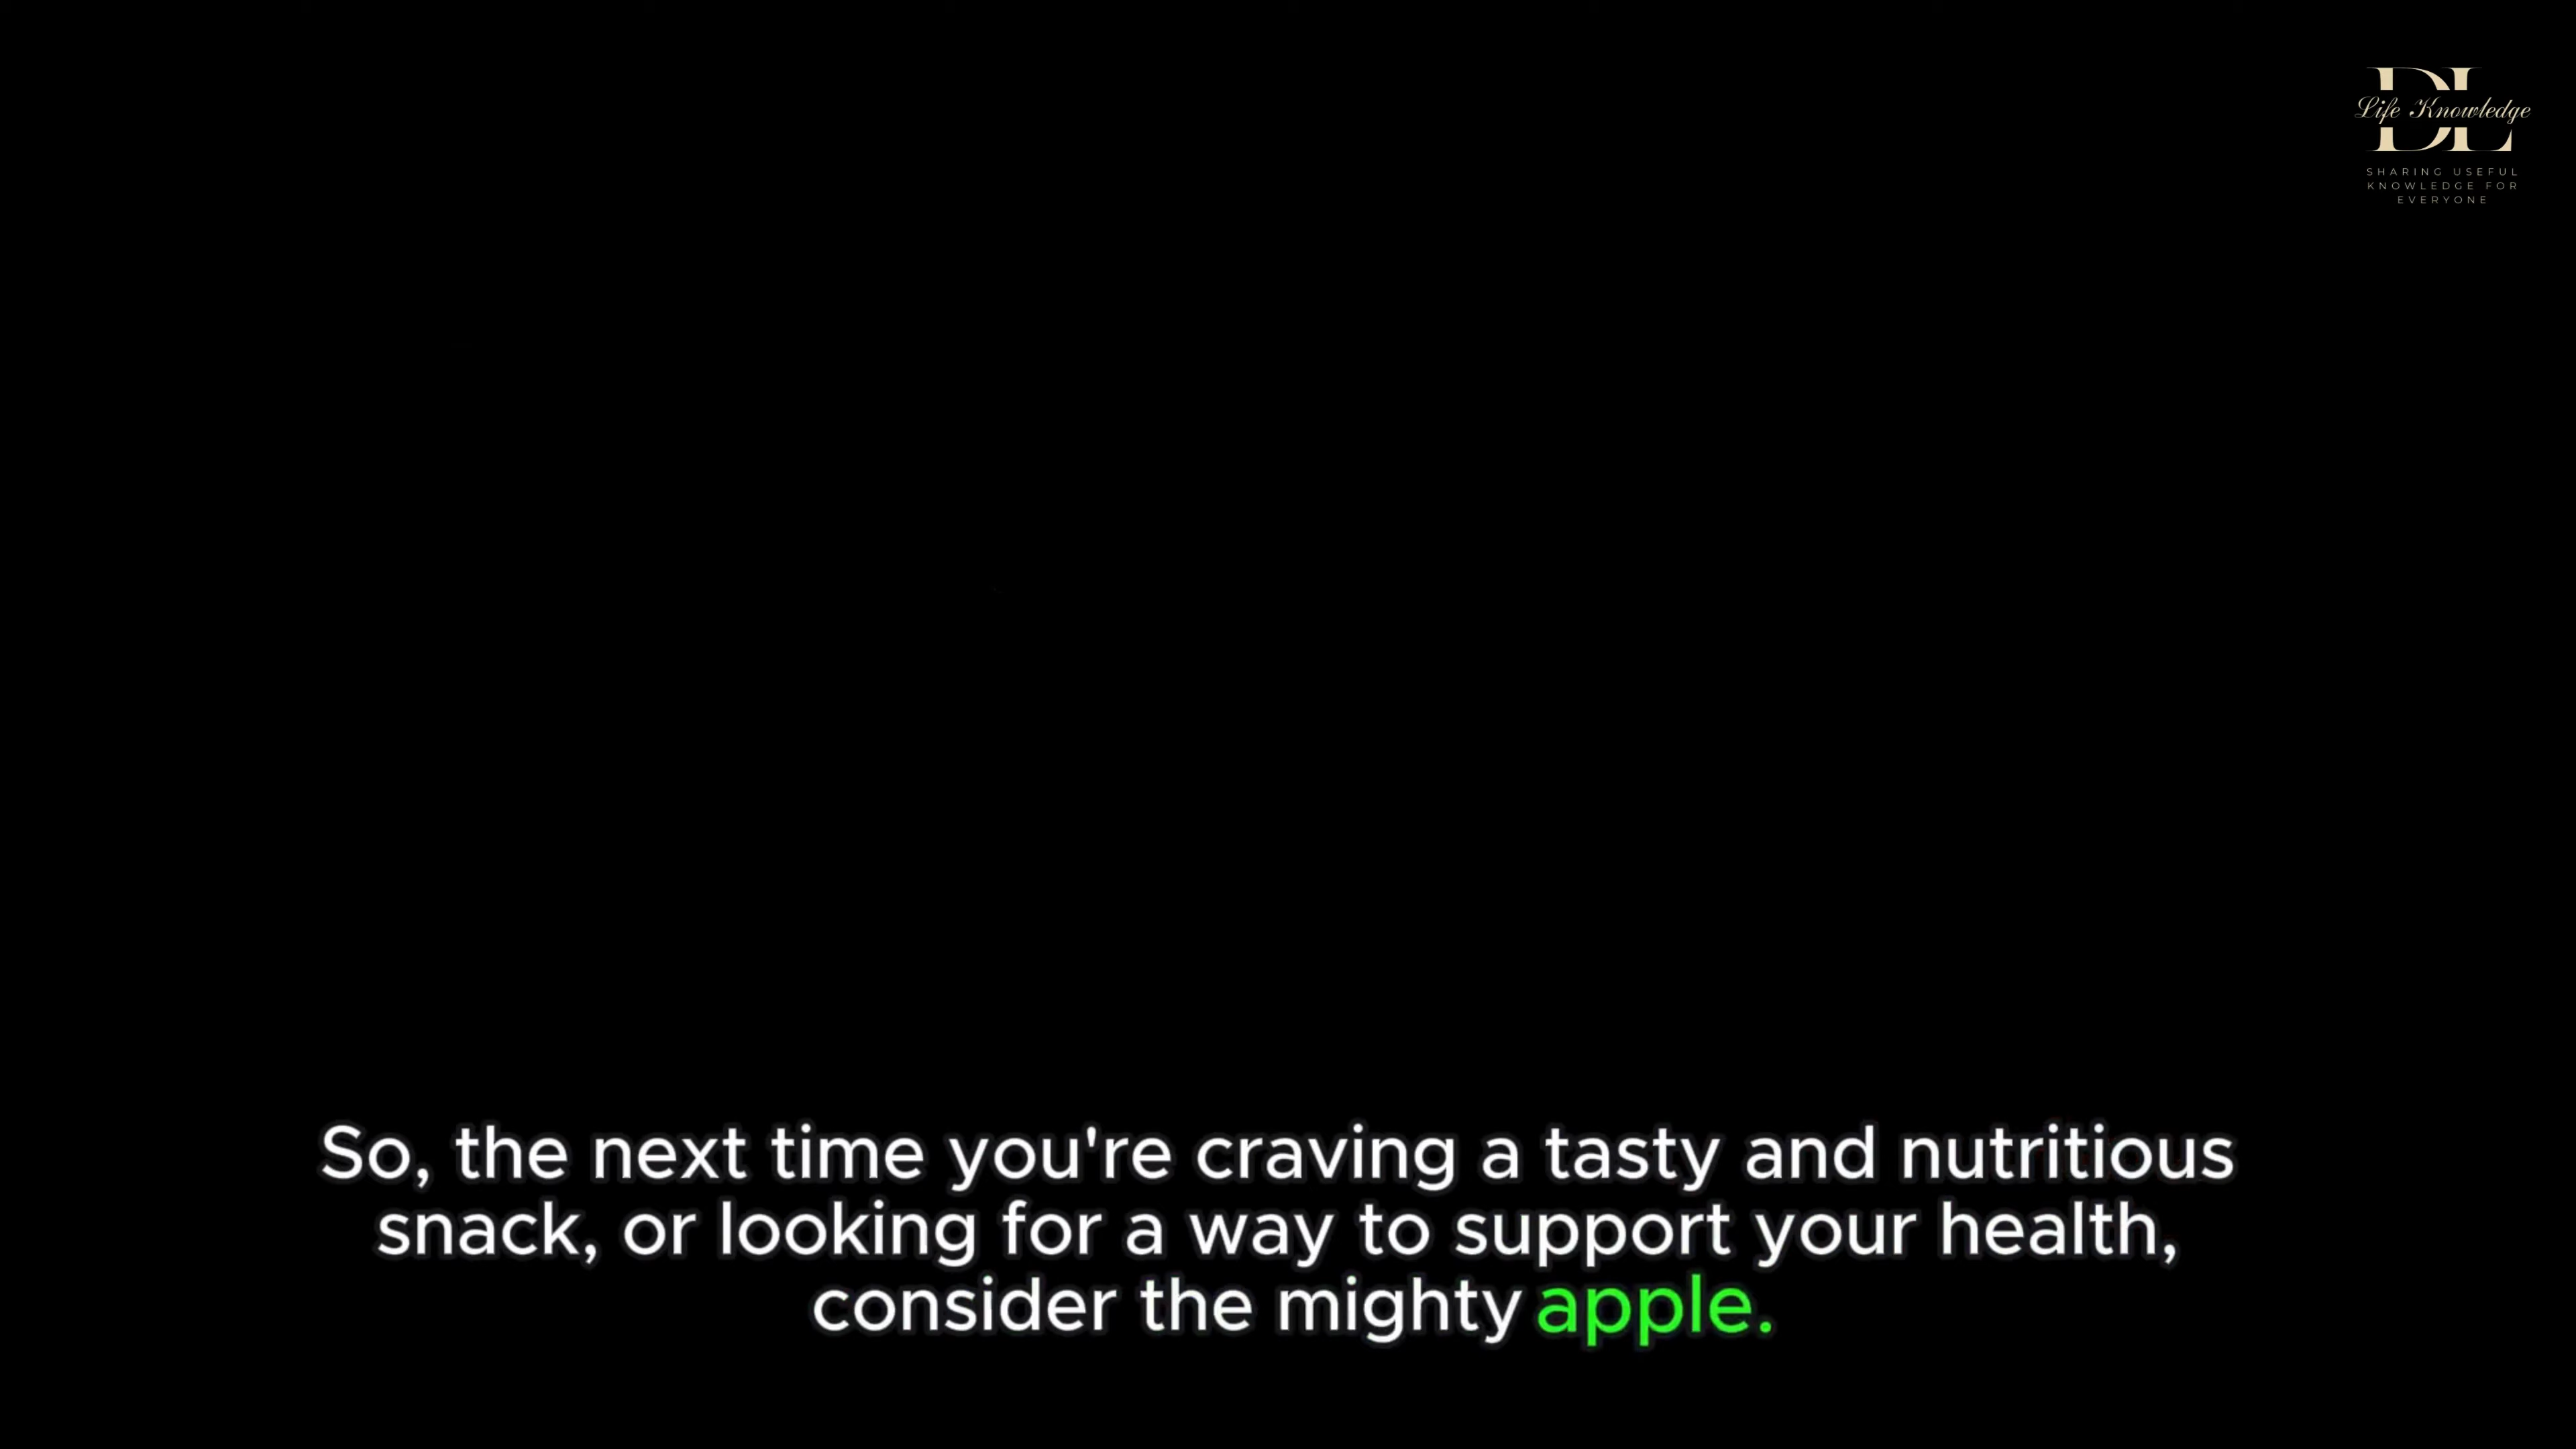 DL
Life Knowledge
SHARING USEFUL
KNOWLEDGE FOR
EVERYONE
So, the next time you're craving a tasty and nutritious
snack, or looking for a way to support your health,
consider the mighty apple.